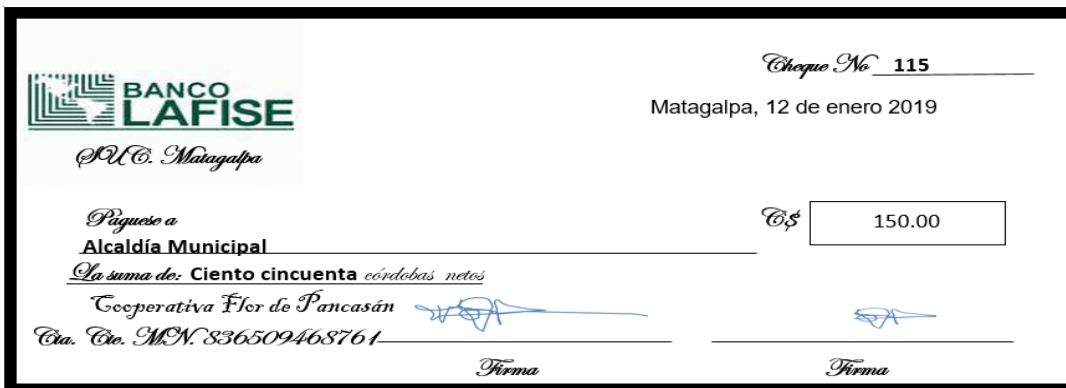 Cheque No 115
BANCO
LAFISE
Matagalpa, 12 de enero 2019
SUC. Matagalpa
Páguese a
C$ 150.00
Alcaldía Municipal
La suma de: Ciento cincuenta córdobas netos
Cooperativa Flor de Pancasán
Cta. Cte. MN. 836509468761
Firma Firma